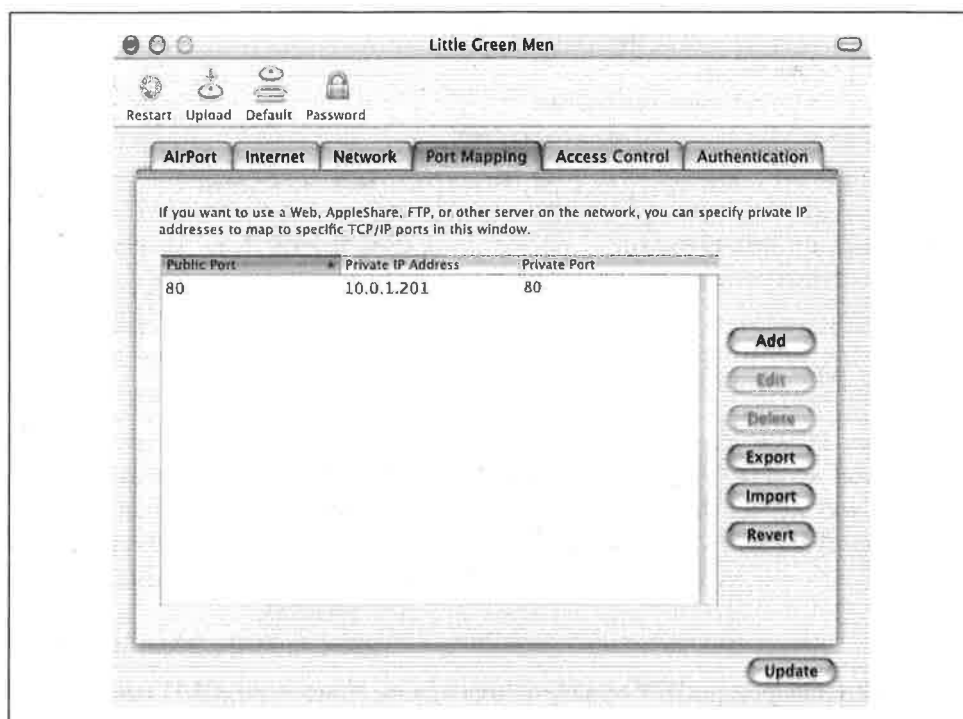 Little Green Men
Restart Upload Default Password
AirPort Internet Network Port Mapping Access Control Authentication
If you want to use a Web, AppleShare, FTP, or other server on the network, you can specify private IP
addresses to map to specific TCP/IP ports in this window.
Public Port Private IP Address Private Port
80 10.0.1.201 80
Add
Edit
Delete
Export
Import
Revert
Update